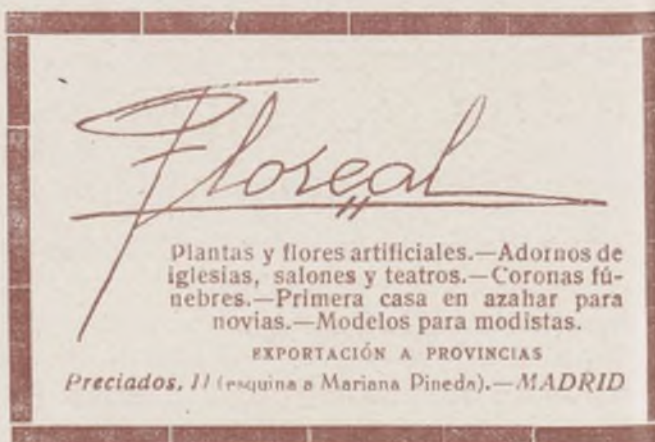 Floreal
Plantas y flores artificiales.—Adornos de
iglesias, salones y teatros.—Coronas fú-
nebres.—Primera casa en azahar para
novias.—Modelos para modistas.
EXPORTACIÓN A PROVINCIAS
Preciados, 11 (esquina a Mariana Pineda).—MADRID